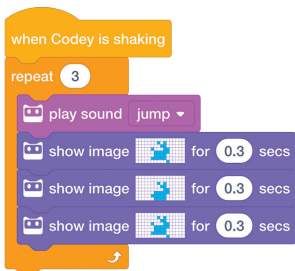 when Codey is shaking
repeat 3
play sound jump
show image for 0.3 secs
show image for 0.3 secs
show image for 0.3 secs